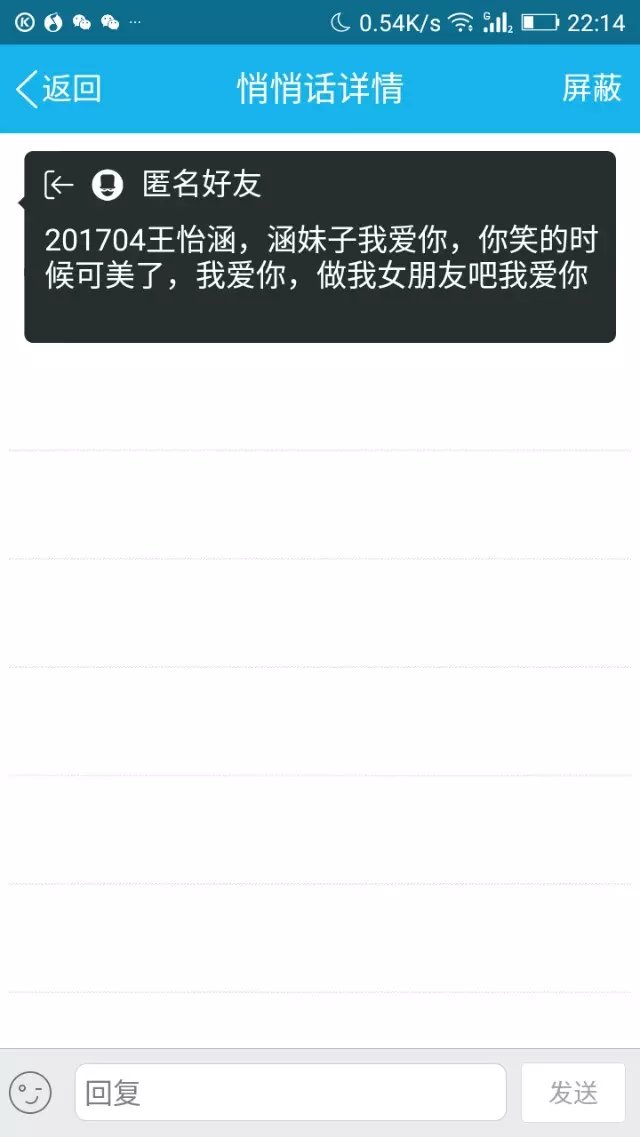 0.54K/s 22:14
返回 悄悄话详情 屏蔽
匿名好友
201704王怡涵，涵妹子我爱你，你笑的时
候可美了，我爱你，做我女朋友吧我爱你
回复 发送